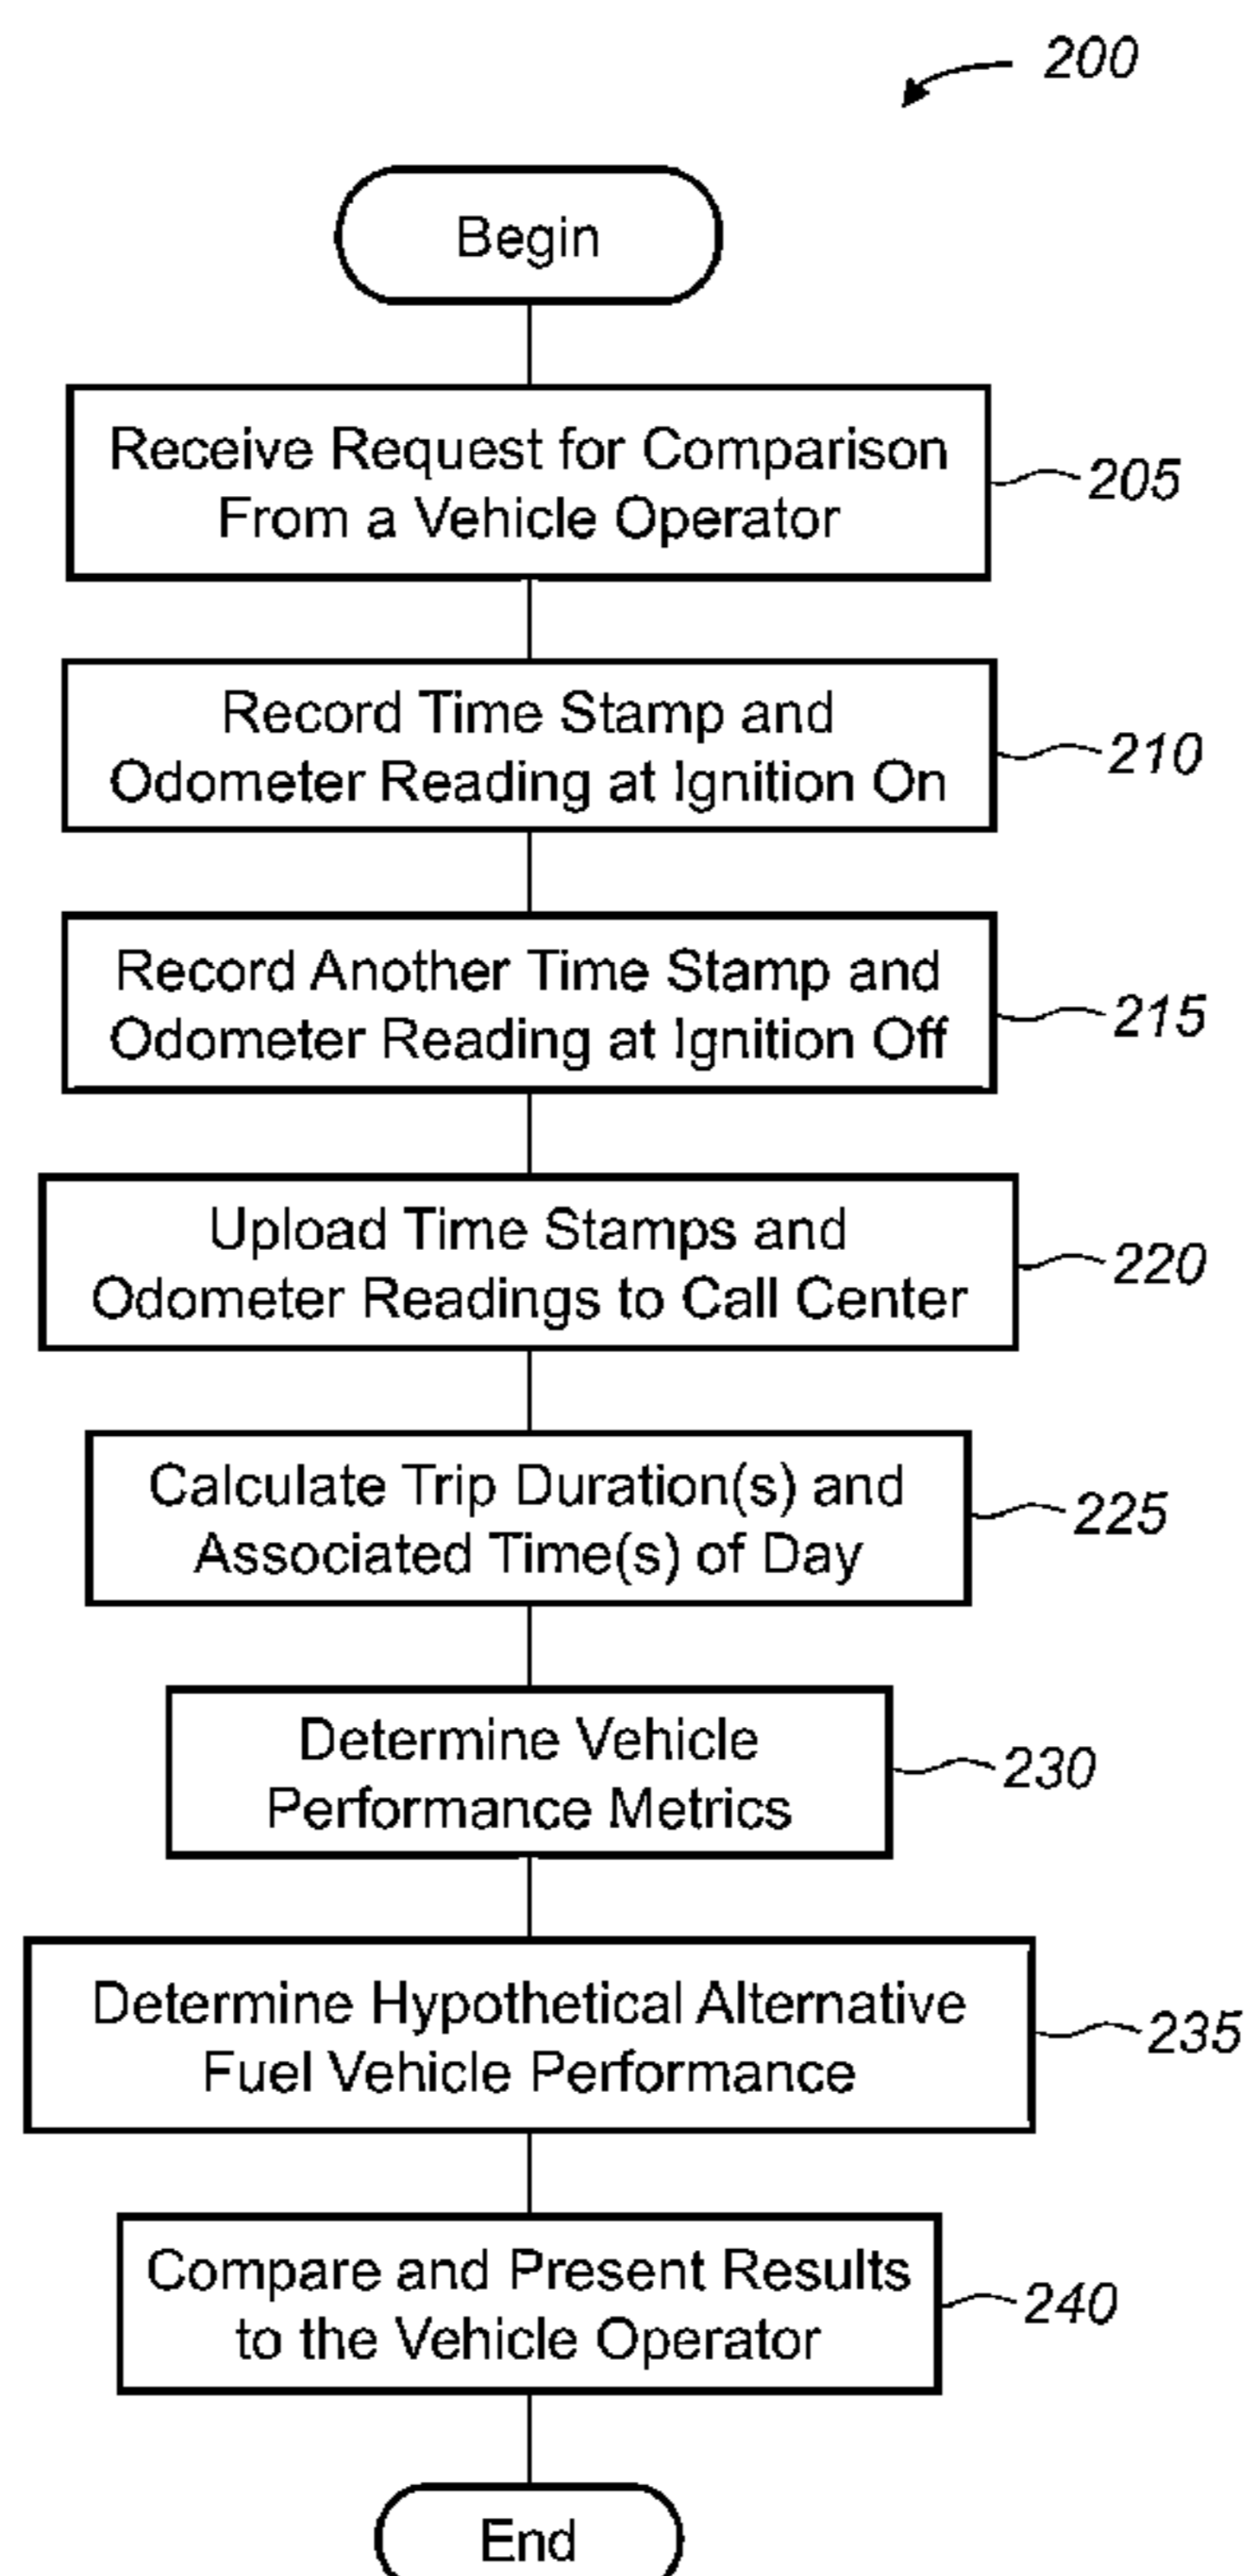 200
Begin
Receive Request for Comparison
From a Vehicle Operator
205
Record Time Stamp and
Odometer Reading at Ignition On
210
Record Another Time Stamp and
Odometer Reading at Ignition Off
215
Upload Time Stamps and
Odometer Readings to Call Center
220
Calculate Trip Duration(s) and
Associated Time(s) of Day
225
Determine Vehicle
Performance Metrics
230
Determine Hypothetical Alternative
Fuel Vehicle Performance
235
Compare and Present Results
to the Vehicle Operator
240
End